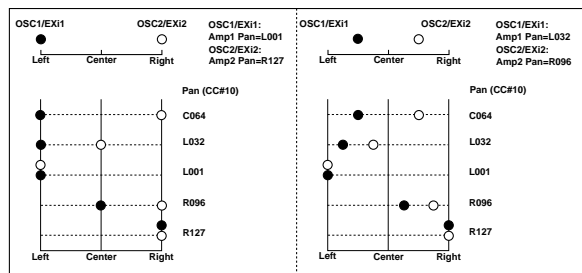 OSC1/EXi1 OSC2/EXi2 OSC1/EXi1:
Amp1 Pan=L001
OSC2/EXi2:
Amp2 Pan=R127
Left Center Right
Pan (CC#10)
C064
L032
L001
R096
R127
Left Center Right
OSC1/EXi1 OSC2/EXi2 OSC1/EXi1:
Amp1 Pan=L032
OSC2/EXi2:
Amp2 Pan=R096
Left Center Right
Pan (CC#10)
C064
L032
L001
R096
R127
Left Center Right